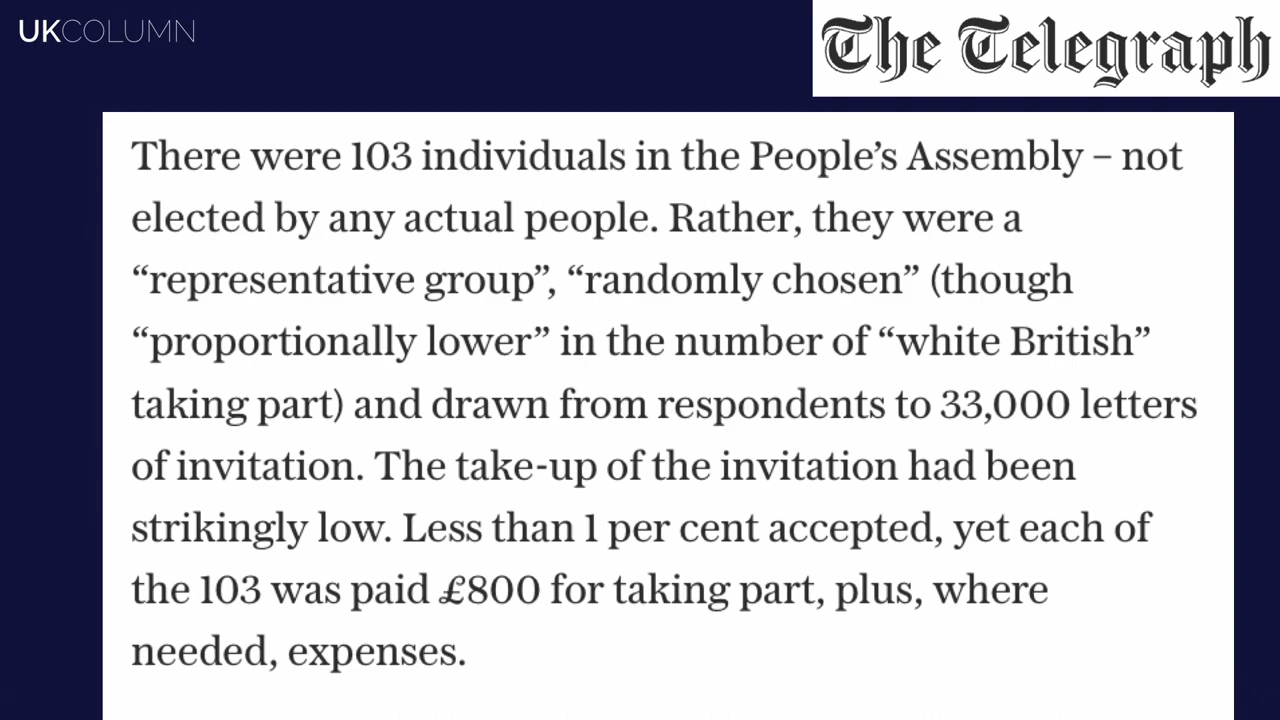 UKCOLUMN
The Telegraph
There were 103 individuals in the People’s Assembly – not
elected by any actual people. Rather, they were a
“representative group”, “randomly chosen” (though
“proportionally lower” in the number of “white British”
taking part) and drawn from respondents to 33,000 letters
of invitation. The take-up of the invitation had been
strikingly low. Less than 1 per cent accepted, yet each of
the 103 was paid £800 for taking part, plus, where
needed, expenses.